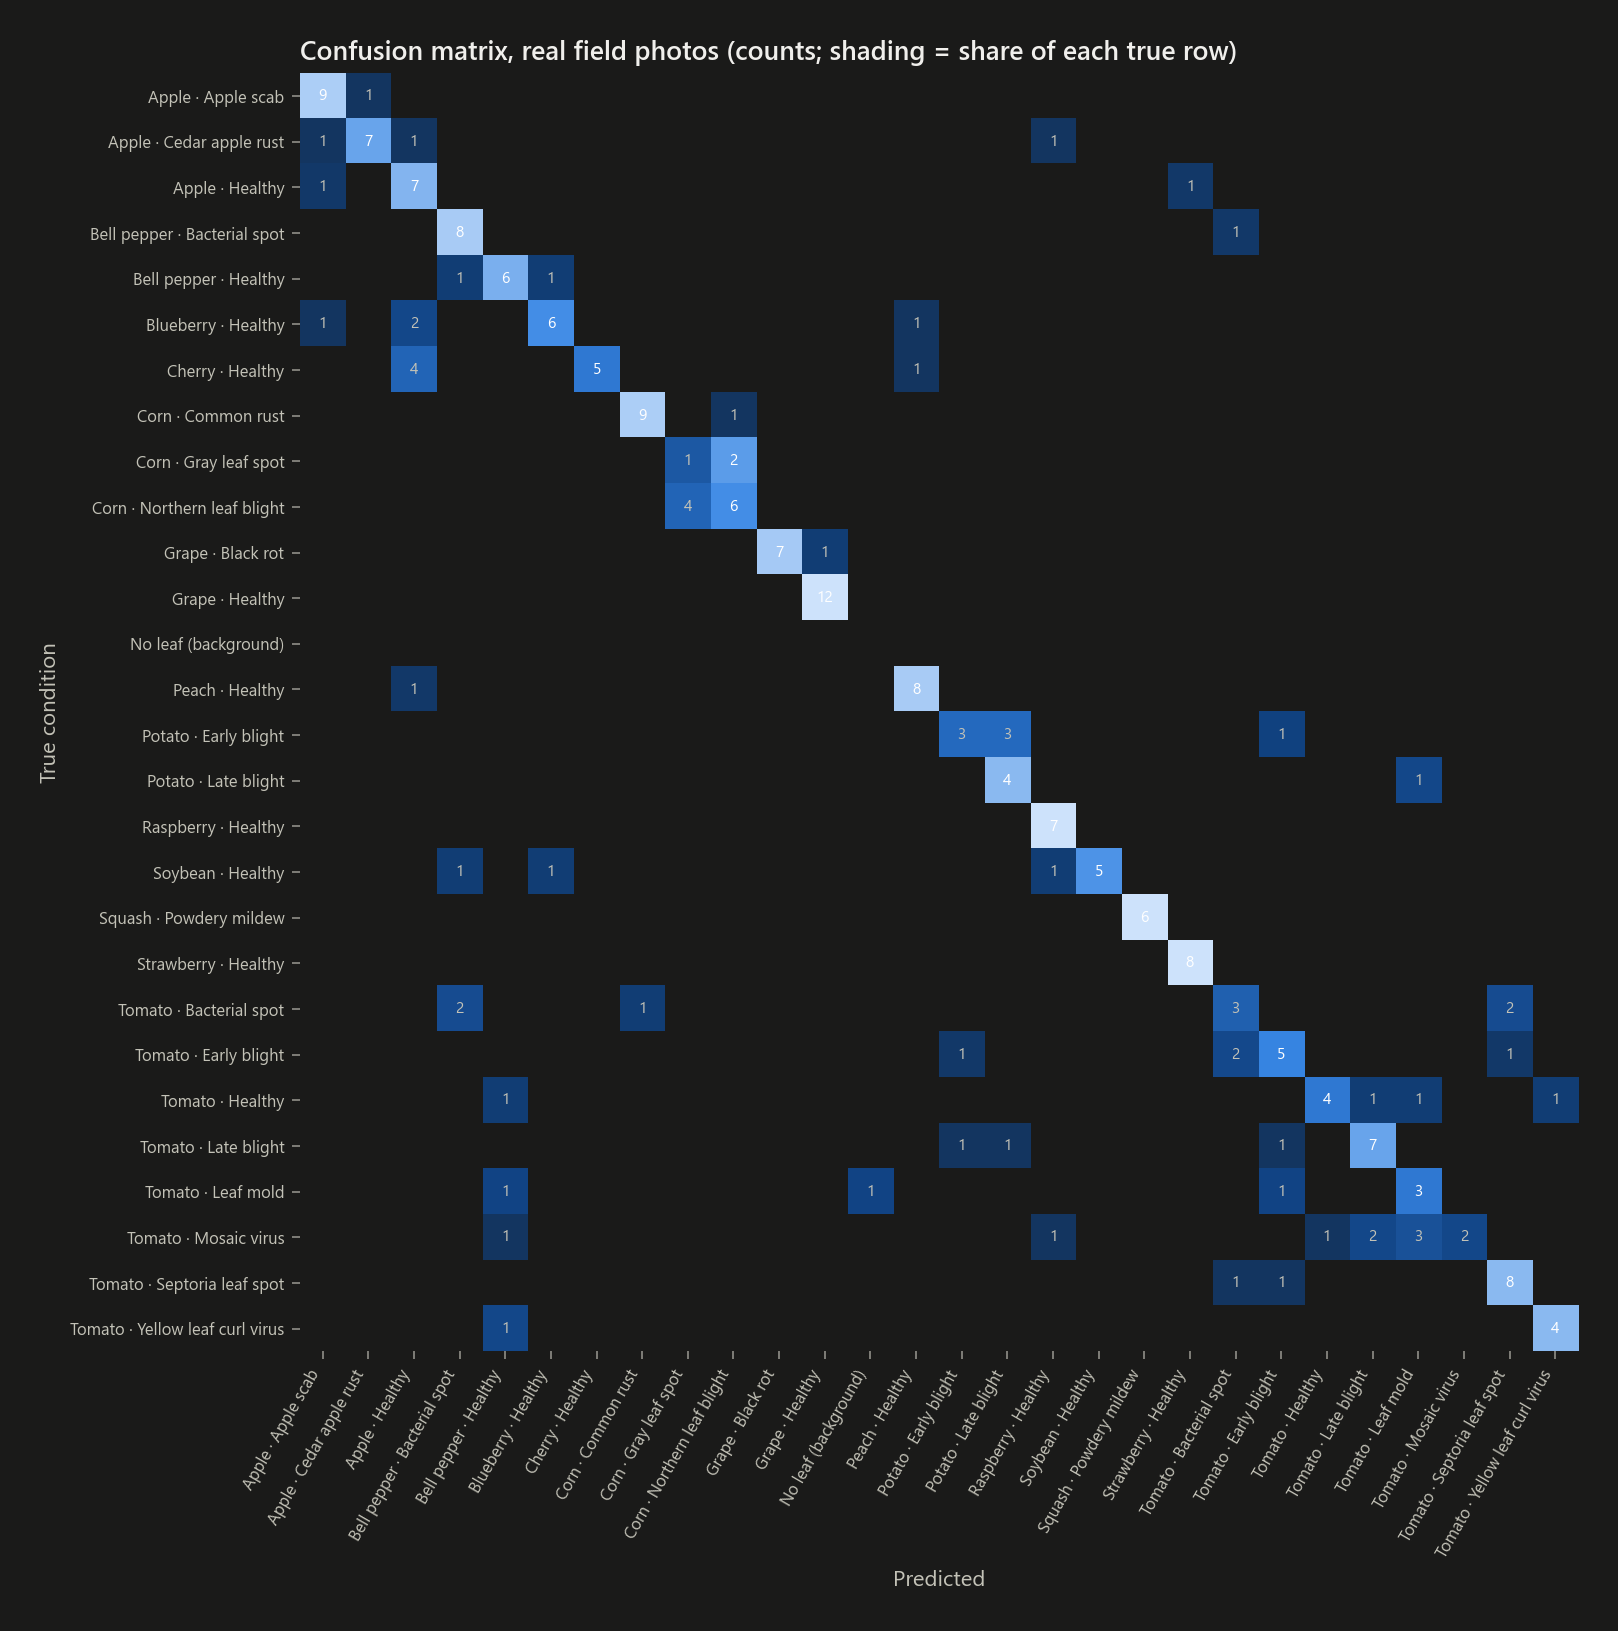 Confusion matrix, real field photos (counts; shading = share of each true row)
True condition
Apple · Apple scab 9 1
Apple · Cedar apple rust 1 7 1 1
Apple · Healthy 1 7 1
Bell pepper · Bacterial spot 8 1
Bell pepper · Healthy 1 6 1
Blueberry · Healthy 1 2 6 1
Cherry · Healthy 4 5 1
Corn · Common rust 9 1
Corn · Gray leaf spot 1 2
Corn · Northern leaf blight 4 6
Grape · Black rot 7 1
Grape · Healthy 12
No leaf (background)
Peach · Healthy 1 8
Potato · Early blight 3 3 1
Potato · Late blight 4 1
Raspberry · Healthy 7
Soybean · Healthy 1 1 1 5
Squash · Powdery mildew 6
Strawberry · Healthy 8
Tomato · Bacterial spot 2 1 3 2
Tomato · Early blight 1 2 5 1
Tomato · Healthy 1 4 1 1 1
Tomato · Late blight 1 1 1 7
Tomato · Leaf mold 1 1 1 3
Tomato · Mosaic virus 1 1 1 2 3 2
Tomato · Septoria leaf spot 1 1 8
Tomato · Yellow leaf curl virus 1 4
Apple · Apple scab
Apple · Cedar apple rust
Apple · Healthy
Bell pepper · Bacterial spot
Bell pepper · Healthy
Blueberry · Healthy
Cherry · Healthy
Corn · Common rust
Corn · Gray leaf spot
Corn · Northern leaf blight
Grape · Black rot
Grape · Healthy
No leaf (background)
Peach · Healthy
Potato · Early blight
Potato · Late blight
Raspberry · Healthy
Soybean · Healthy
Squash · Powdery mildew
Strawberry · Healthy
Tomato · Bacterial spot
Tomato · Early blight
Tomato · Healthy
Tomato · Late blight
Tomato · Leaf mold
Tomato · Mosaic virus
Tomato · Septoria leaf spot
Tomato · Yellow leaf curl virus
Predicted